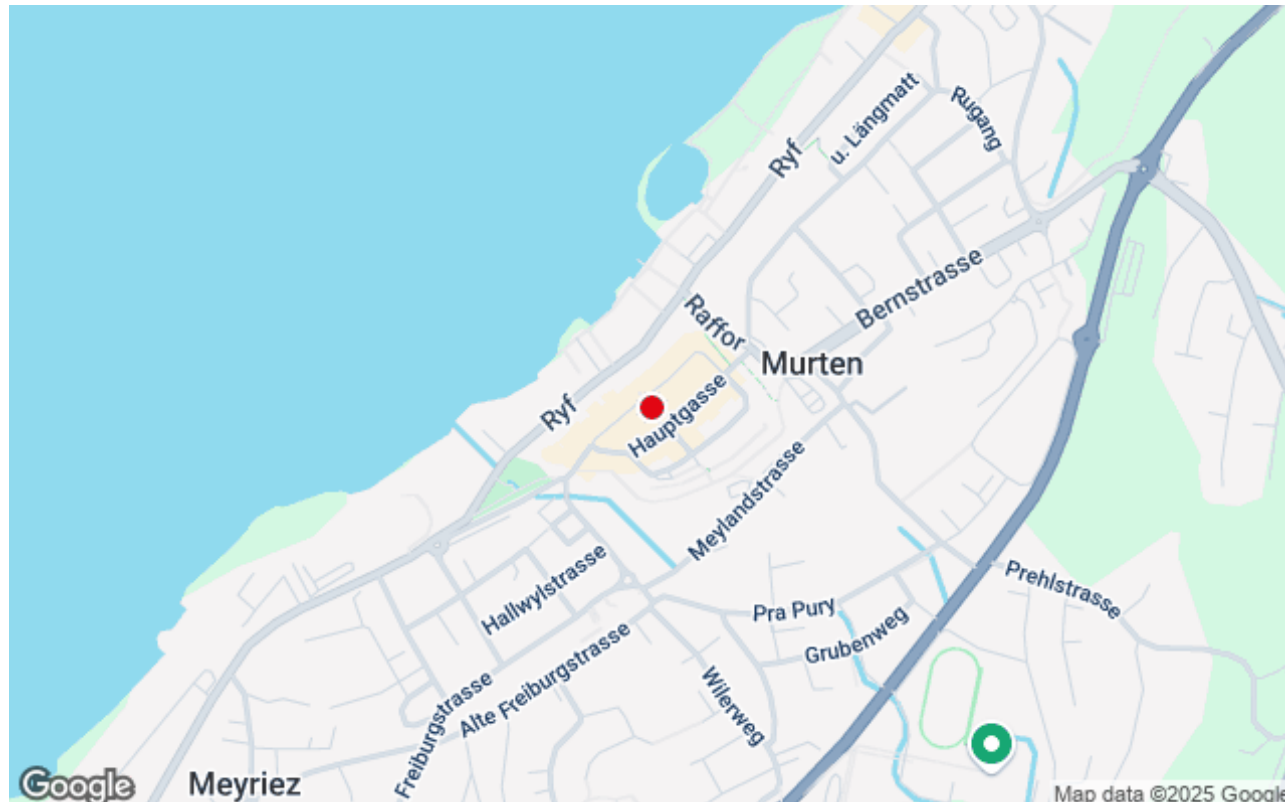 u. Längmatt
Rugang
Ryf
Bernstrasse
Raffor
Murten
Ryf
Hauptgasse
Meylandstrasse
Hallwylstrasse
Prehlstrasse
Pra Pury
Grubenweg
Alte Freiburgstrasse
Freiburgstrasse
Wilerweg
Meyriez
Google
Map data ©2025 Google